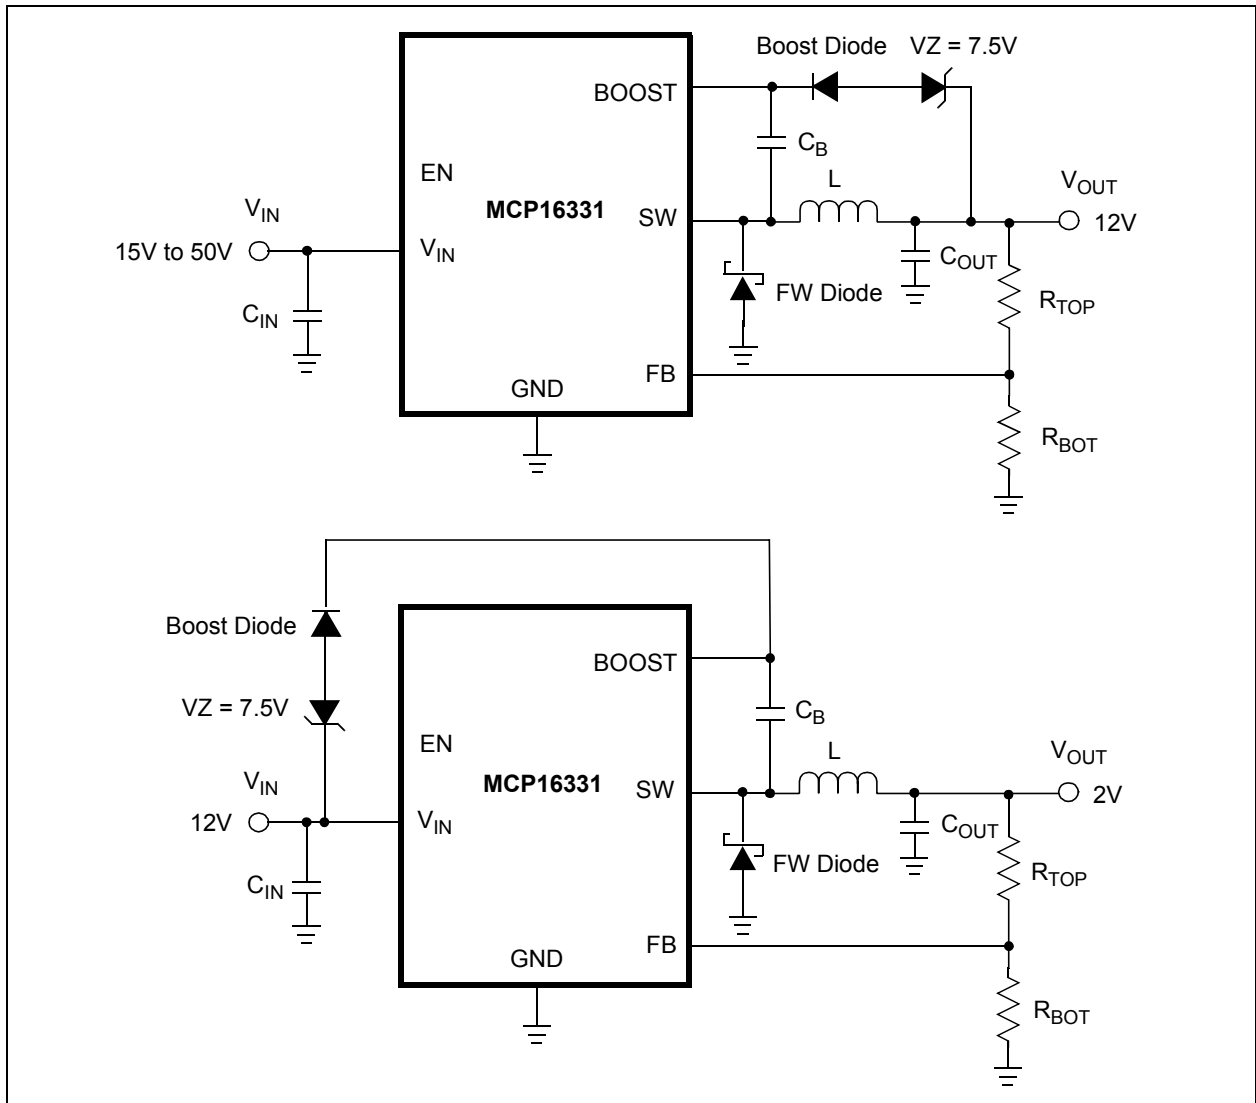 Boost Diode VZ = 7.5V
BOOST
C_B
EN
L
V_OUT
V_IN
MCP16331
SW
12V
15V to 50V
V_IN
C_OUT
FW Diode
R_TOP
C_IN
FB
GND
R_BOT
Boost Diode
BOOST
VZ = 7.5V
C_B
EN
L
V_OUT
V_IN
MCP16331
SW
2V
12V
V_IN
C_OUT
FW Diode
R_TOP
C_IN
FB
GND
R_BOT